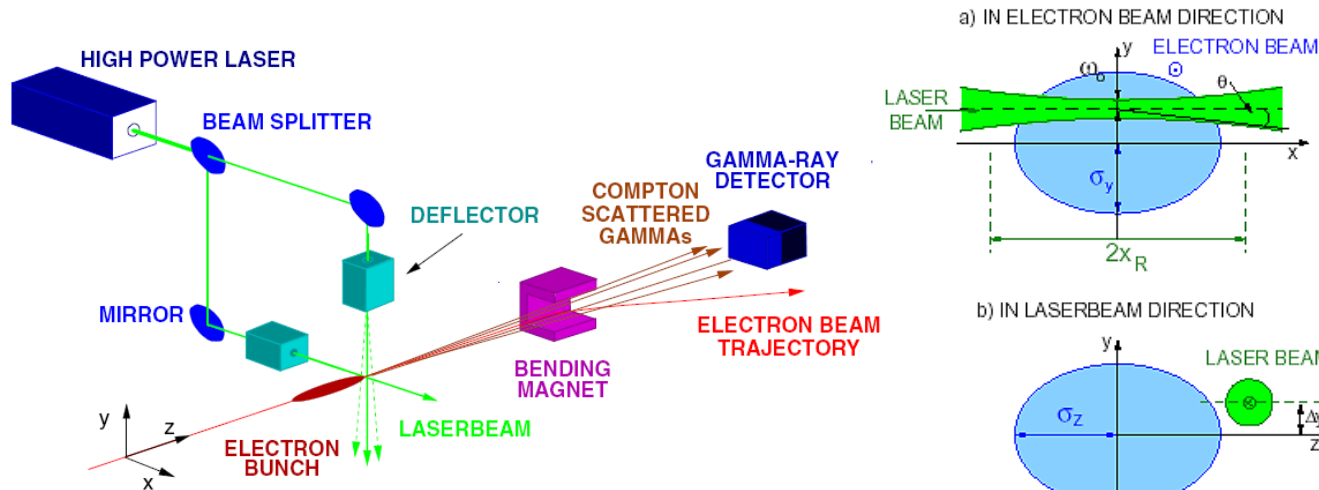 HIGH POWER LASER
BEAM SPLITTER
DEFLECTOR
MIRROR
COMPTON
SCATTERED
GAMMAs
GAMMA-RAY
DETECTOR
ELECTRON BEAM
TRAJECTORY
BENDING
MAGNET
LASERBEAM
ELECTRON
BUNCH
y
z
x
a) IN ELECTRON BEAM DIRECTION
y
ELECTRON BEAM
ω₀
θ
LASER
BEAM
x
σy
2xR
b) IN LASERBEAM DIRECTION
y
LASER BEAM
σZ
Δy
z